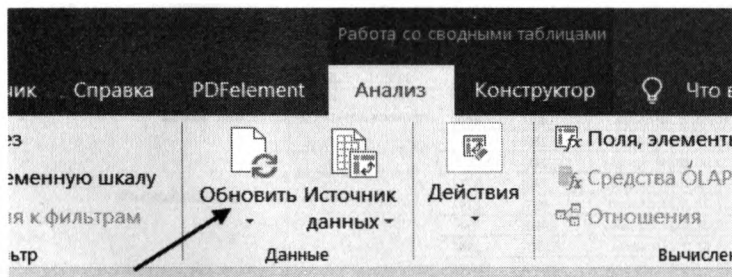 Работа со сводными таблицами
чик Справка PDFelement Анализ Конструктор Что в
ез
еменную шкалу
ия к фильтрам
ьтр
Обновить
Источник данных
Данные
Действия
Поля, элементы
Средства OLAP
Отношения
Вычислен